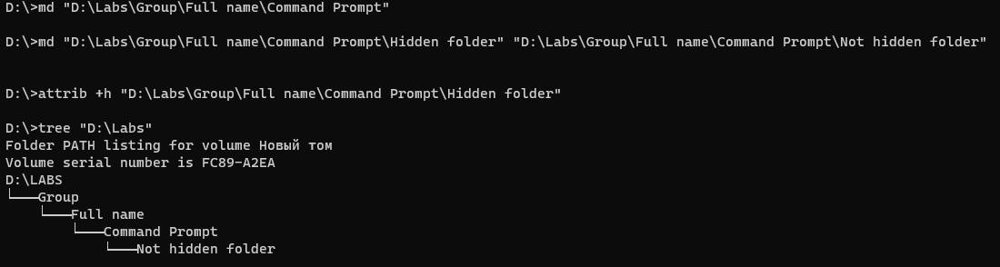 D:\>md "D:\Labs\Group\Full name\Command Prompt"
D:\>md "D:\Labs\Group\Full name\Command Prompt\Hidden folder" "D:\Labs\Group\Full name\Command Prompt\Not hidden folder"
D:\>attrib +h "D:\Labs\Group\Full name\Command Prompt\Hidden folder"
D:\>tree "D:\Labs"
Folder PATH listing for volume Новый том
Volume serial number is FC89-A2EA
D:\LABS
└───Group
    └───Full name
        └───Command Prompt
            └───Not hidden folder